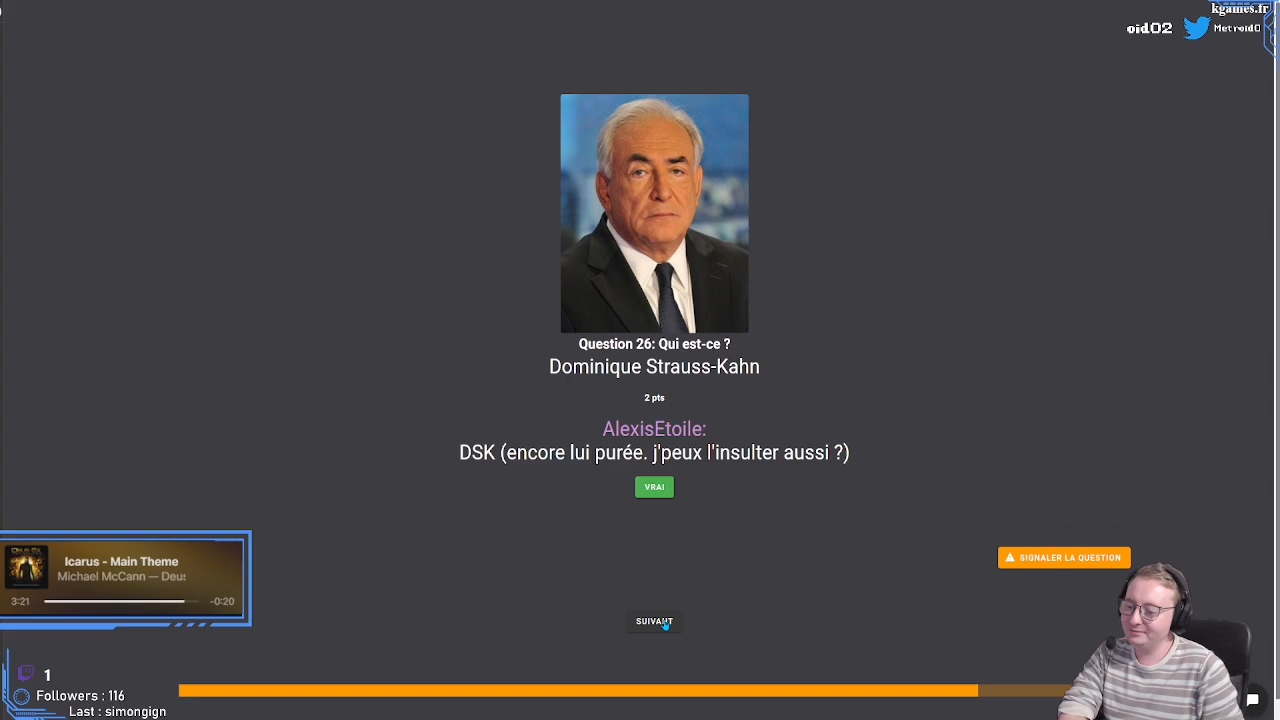 kgames.fr
oid02
Metroid0
Question 26: Qui est-ce ?
Dominique Strauss-Kahn
2 pts
AlexisEtoile:
DSK (encore lui purée. j'peux l'insulter aussi ?)
VRAI
Icarus - Main Theme
Michael McCann — Deus
3:21
-0:20
SIGNALER LA QUESTION
SUIVANT
1
Followers : 116
Last : simongign